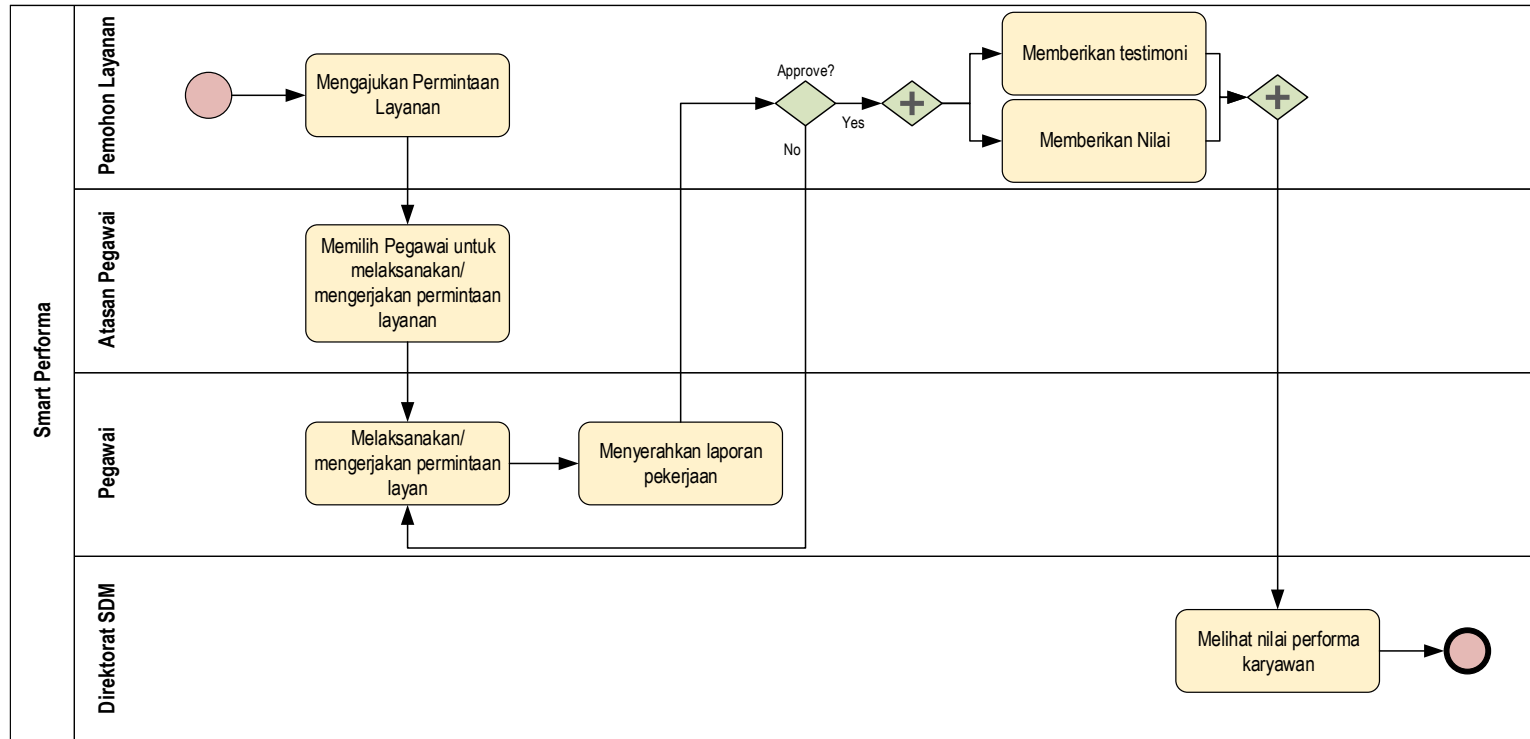 Smart Performa
Pemohon Layanan
Mengajukan Permintaan
Layanan
Approve?
Yes
No
Memberikan testimoni
Memberikan Nilai
Atasan Pegawai
Memilih Pegawai untuk
melaksanakan/
mengerjakan permintaan
layanan
Pegawai
Melaksanakan/
mengerjakan permintaan
layan
Menyerahkan laporan
pekerjaan
Direktorat SDM
Melihat nilai performa
karyawan